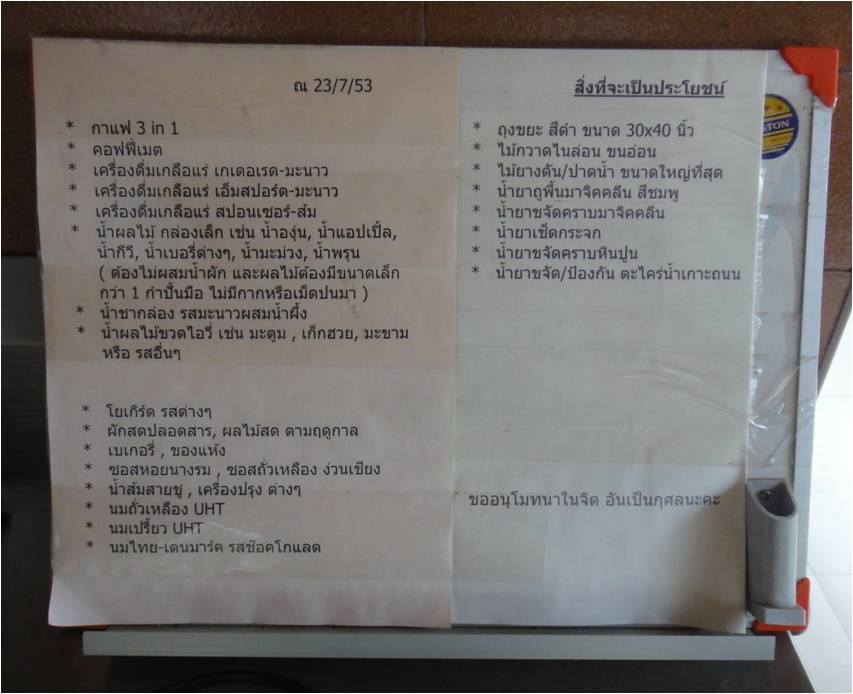 ณ 23/7/53
* กาแฟ 3 in 1
* คอฟฟี่เมต
* เครื่องดื่มเกลือแร่ เกเตอเรด-มะนาว
* เครื่องดื่มเกลือแร่ เอ็มสปอร์ต-มะนาว
* เครื่องดื่มเกลือแร่ สปอนเซอร์-ส้ม
* น้ำผลไม้ กล่องเล็ก เช่น น้ำองุ่น, น้ำแอปเปิ้ล,
น้ำกีวี, น้ำเบอรี่ต่างๆ, น้ำมะม่วง, น้ำพรุน
( ต้องไม่ผสมน้ำผัก และผลไม้ต้องมีขนาดเล็ก
กว่า 1 กำปั้นมือ ไม่มีกากหรือเม็ดปนมา )
* น้ำชากล่อง รสมะนาวผสมน้ำผึ้ง
* น้ำผลไม้ขวดไอวี่ เช่น มะตูม , เก็กฮวย, มะขาม
หรือ รสอื่นๆ
* โยเกิร์ต รสต่างๆ
* ผักสดปลอดสาร, ผลไม้สด ตามฤดูกาล
* เบเกอรี่ , ของแห้ง
* ซอสหอยนางรม , ซอสถั่วเหลือง ง่วนเชียง
* น้ำส้มสายชู , เครื่องปรุง ต่างๆ
* นมถั่วเหลือง UHT
* นมเปรี้ยว UHT
* นมไทย-เดนมาร์ค รสช๊อคโกแลต
สิ่งที่จะเป็นประโยชน์
* ถุงขยะ สีดำ ขนาด 30x40 นิ้ว
* ไม้กวาดไนล่อน ขนอ่อน
* ไม้ยางดัน/ปาดน้ำ ขนาดใหญ่ที่สุด
* น้ำยาถูพื้นมาจิคคลีน สีชมพู
* น้ำยาขจัดคราบมาจิคคลีน
* น้ำยาเช็ดกระจก
* น้ำยาขจัดคราบหินปูน
* น้ำยาขจัด/ป้องกัน ตะไคร่น้ำเกาะถนน
ขออนุโมทนาในจิต อันเป็นกุศลนะคะ